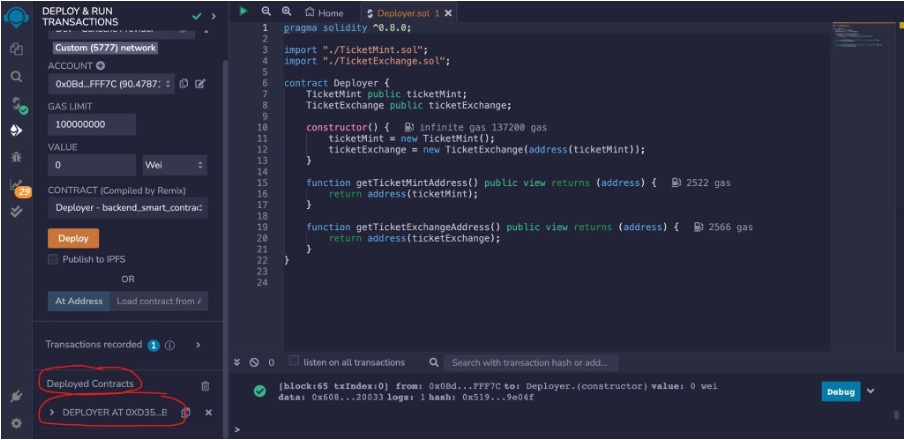 DEPLOY & RUN
TRANSACTIONS
Custom (5777) network
ACCOUNT
0x0Bd...FFF7C (90.4787:
GAS LIMIT
100000000
VALUE
0
Wei
CONTRACT (Compiled by Remix)
Deployer - backend_smart_contrac
Deploy
Publish to IPFS
OR
At Address
Load contract from A
Transactions recorded 1
Deployed Contracts
DEPLOYER AT 0XD35...E
29
Home
Deployer.sol 1
1 pragma solidity ^0.8.0;
2
3 import "./TicketMint.sol";
4 import "./TicketExchange.sol";
5
6 contract Deployer {
7 TicketMint public ticketMint;
8 TicketExchange public ticketExchange;
9
10 constructor() { infinite gas 137200 gas
11 ticketMint = new TicketMint();
12 ticketExchange = new TicketExchange(address(ticketMint));
13 }
14
15 function getTicketMintAddress() public view returns (address) { 2522 gas
16 return address(ticketMint);
17 }
18
19 function getTicketExchangeAddress() public view returns (address) { 2566 gas
20 return address(ticketExchange);
21 }
22 }
23
24
0
listen on all transactions
Search with transaction hash or add...
[block:65 txIndex:0] from: 0x0Bd...FFF7C to: Deployer.(constructor) value: 0 wei
data: 0x608...20033 logs: 1 hash: 0x519...9e04f
Debug
>